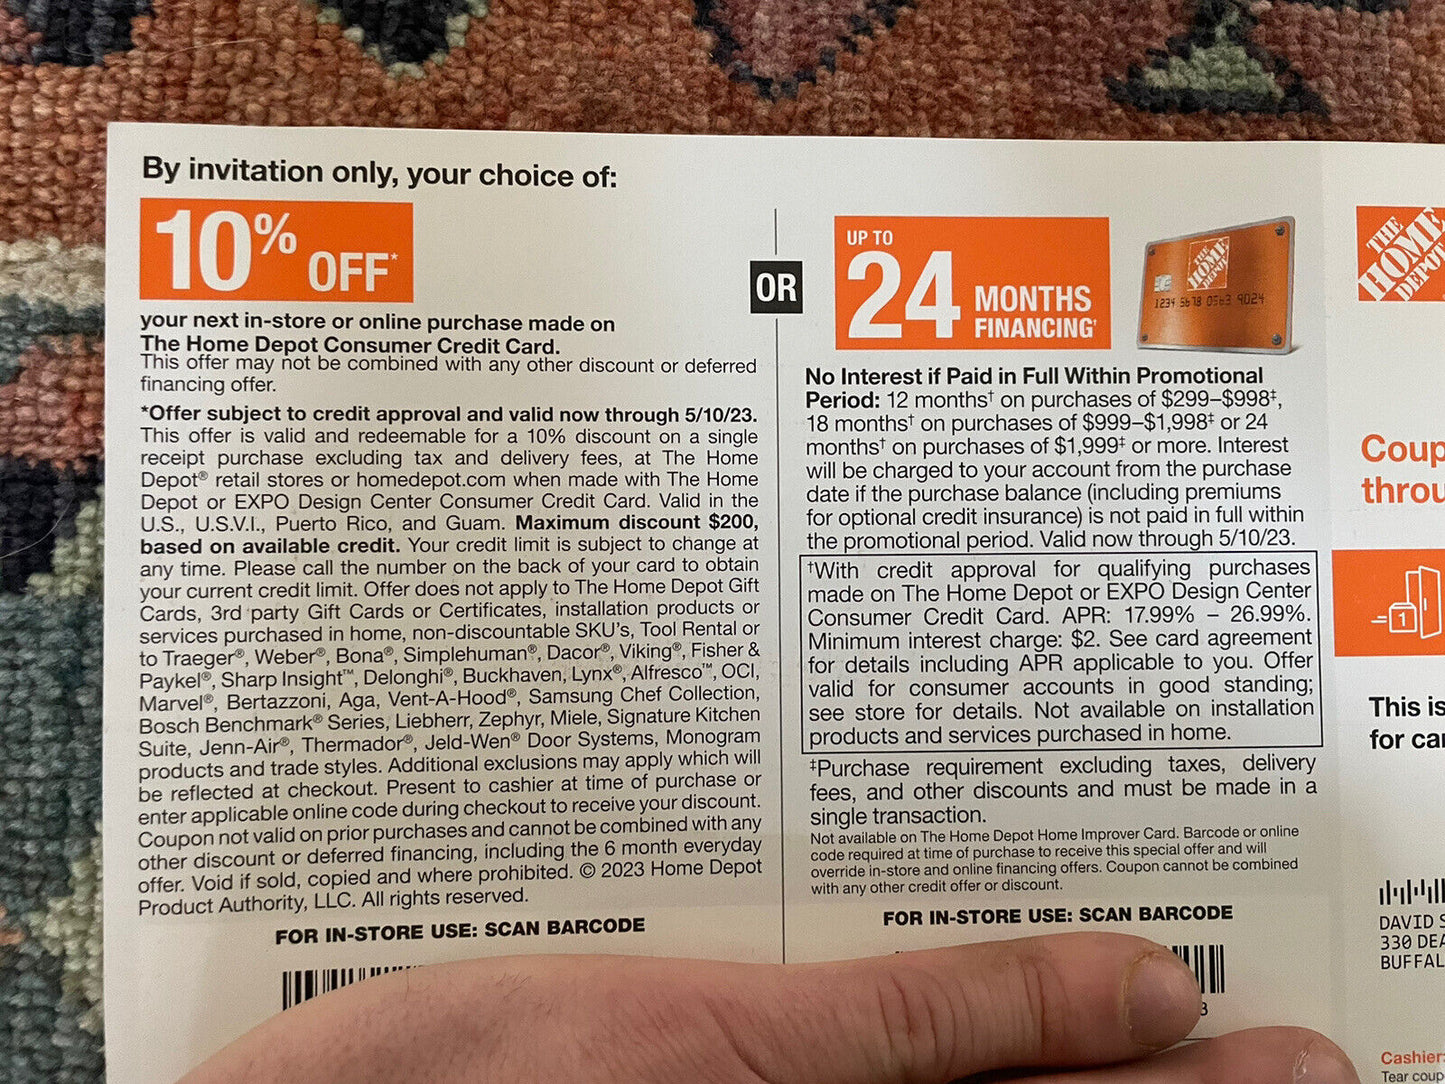 By invitation only, your choice of:
10% OFF*
your next in-store or online purchase made on
The Home Depot Consumer Credit Card.
This offer may not be combined with any other discount or deferred
financing offer.
*Offer subject to credit approval and valid now through 5/10/23.
This offer is valid and redeemable for a 10% discount on a single
receipt purchase excluding tax and delivery fees, at The Home
Depot® retail stores or homedepot.com when made with The Home
Depot or EXPO Design Center Consumer Credit Card. Valid in the
U.S., U.S.V.I., Puerto Rico, and Guam. Maximum discount $200,
based on available credit. Your credit limit is subject to change at
any time. Please call the number on the back of your card to obtain
your current credit limit. Offer does not apply to The Home Depot Gift
Cards, 3rd party Gift Cards or Certificates, installation products or
services purchased in home, non-discountable SKU's, Tool Rental or
to Traeger®, Weber®, Bona®, Simplehuman®, Dacor®, Viking®, Fisher &
Paykel®, Sharp Insight™, Delonghi®, Buckhaven, Lynx®, Alfresco™, OCI,
Marvel®, Bertazzoni, Aga, Vent-A-Hood®, Samsung Chef Collection,
Bosch Benchmark® Series, Liebherr, Zephyr, Miele, Signature Kitchen
Suite, Jenn-Air®, Thermador®, Jeld-Wen® Door Systems, Monogram
products and trade styles. Additional exclusions may apply which will
be reflected at checkout. Present to cashier at time of purchase or
enter applicable online code during checkout to receive your discount.
Coupon not valid on prior purchases and cannot be combined with any
other discount or deferred financing, including the 6 month everyday
offer. Void if sold, copied and where prohibited. © 2023 Home Depot
Product Authority, LLC. All rights reserved.
FOR IN-STORE USE: SCAN BARCODE
OR
UP TO
24 MONTHS
FINANCING†
THE
HOME
DEPOT
1234 5678 0563 9024
No Interest if Paid in Full Within Promotional
Period: 12 months† on purchases of $299–$998‡,
18 months† on purchases of $999–$1,998‡ or 24
months† on purchases of $1,999‡ or more. Interest
will be charged to your account from the purchase
date if the purchase balance (including premiums
for optional credit insurance) is not paid in full within
the promotional period. Valid now through 5/10/23.
†With credit approval for qualifying purchases
made on The Home Depot or EXPO Design Center
Consumer Credit Card. APR: 17.99% – 26.99%.
Minimum interest charge: $2. See card agreement
for details including APR applicable to you. Offer
valid for consumer accounts in good standing;
see store for details. Not available on installation
products and services purchased in home.
‡Purchase requirement excluding taxes, delivery
fees, and other discounts and must be made in a
single transaction.
Not available on The Home Depot Home Improver Card. Barcode or online
code required at time of purchase to receive this special offer and will
override in-store and online financing offers. Coupon cannot be combined
with any other credit offer or discount.
FOR IN-STORE USE: SCAN BARCODE
3
THE
HOME
DEPOT
Coup
throu
1
This is
for car
DAVID S
330 DEA
BUFFAL
Cashier:
Tear coup